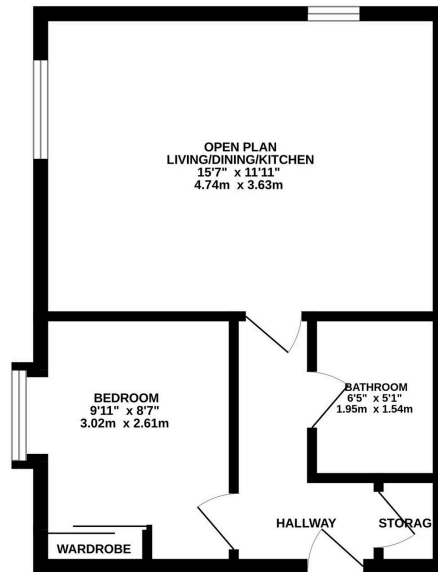 OPEN PLAN
LIVING/DINING/KITCHEN
15'7" x 11'11"
4.74m x 3.63m
BEDROOM
9'11" x 8'7"
3.02m x 2.61m
BATHROOM
6'5" x 5'1"
1.95m x 1.54m
HALLWAY
STORAG
WARDROBE